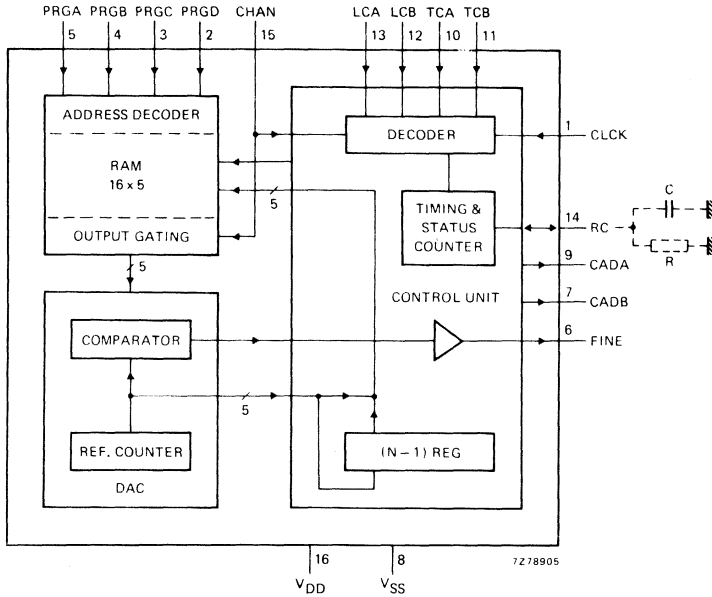 PRGA PRGB PRGC PRGD CHAN LCA LCB TCA TCB
5 4 3 2 15 13 12 10 11
ADDRESS DECODER
RAM
16 x 5
OUTPUT GATING
DECODER
1 CLCK
5
TIMING &
STATUS
COUNTER
14 RC
C
R
9 CADA
5
7 CADB
CONTROL UNIT
6 FINE
COMPARATOR
5
REF. COUNTER
DAC
(N – 1) REG
16 8
VDD VSS
7Z78905